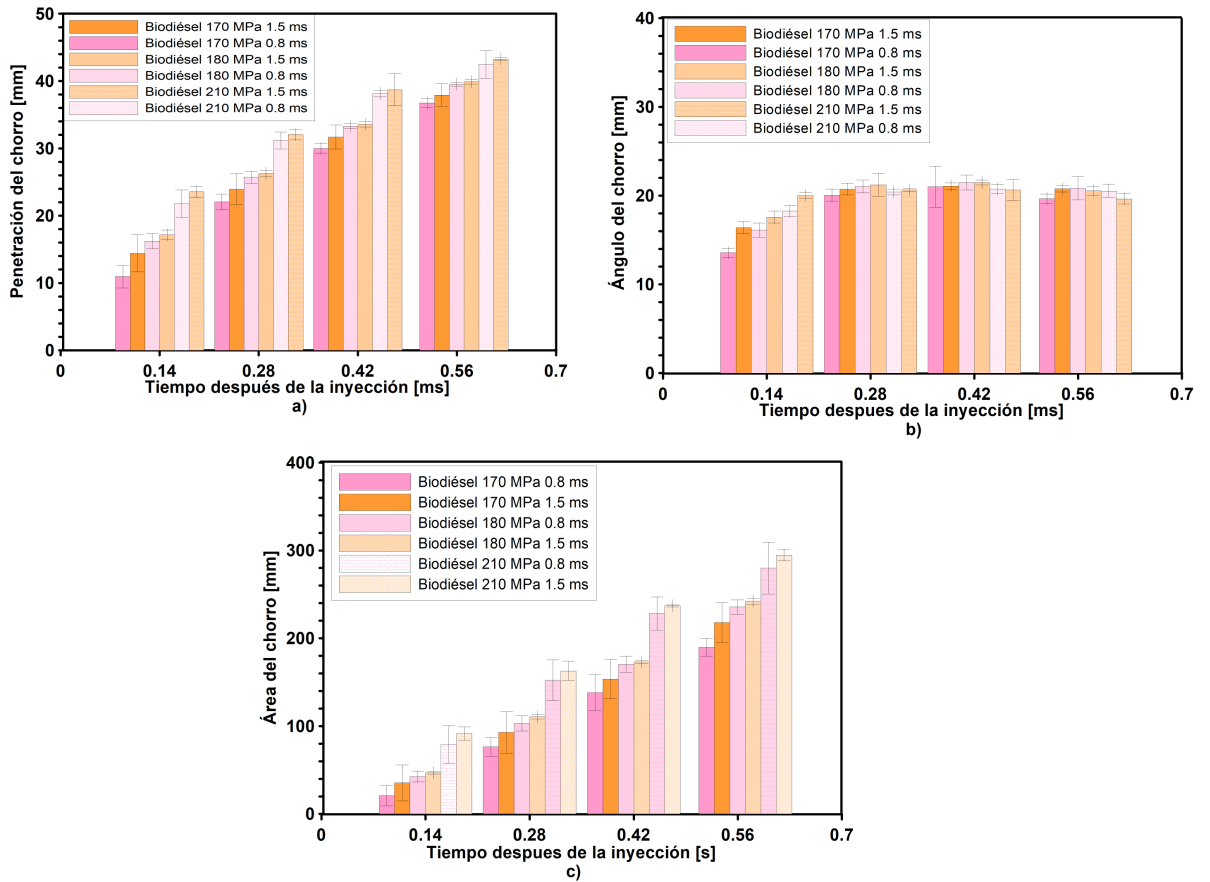 50
40
30
20
10
0
Penetración del chorro [mm]
Biodiésel 170 MPa 1.5 ms
Biodiésel 170 MPa 0.8 ms
Biodiésel 180 MPa 1.5 ms
Biodiésel 180 MPa 0.8 ms
Biodiésel 210 MPa 1.5 ms
Biodiésel 210 MPa 0.8 ms
0 0.14 0.28 0.42 0.56 0.7
Tiempo después de la inyección [ms]
a)
40
30
20
10
0
Ángulo del chorro [mm]
Biodiésel 170 MPa 1.5 ms
Biodiésel 170 MPa 0.8 ms
Biodiésel 180 MPa 1.5 ms
Biodiésel 180 MPa 0.8 ms
Biodiésel 210 MPa 1.5 ms
Biodiésel 210 MPa 0.8 ms
0 0.14 0.28 0.42 0.56 0.7
Tiempo despues de la inyección [ms]
b)
400
300
200
100
0
Área del chorro [mm]
Biodiésel 170 MPa 0.8 ms
Biodiésel 170 MPa 1.5 ms
Biodiésel 180 MPa 0.8 ms
Biodiésel 180 MPa 1.5 ms
Biodiésel 210 MPa 0.8 ms
Biodiésel 210 MPa 1.5 ms
0 0.14 0.28 0.42 0.56 0.7
Tiempo despues de la inyección [s]
c)